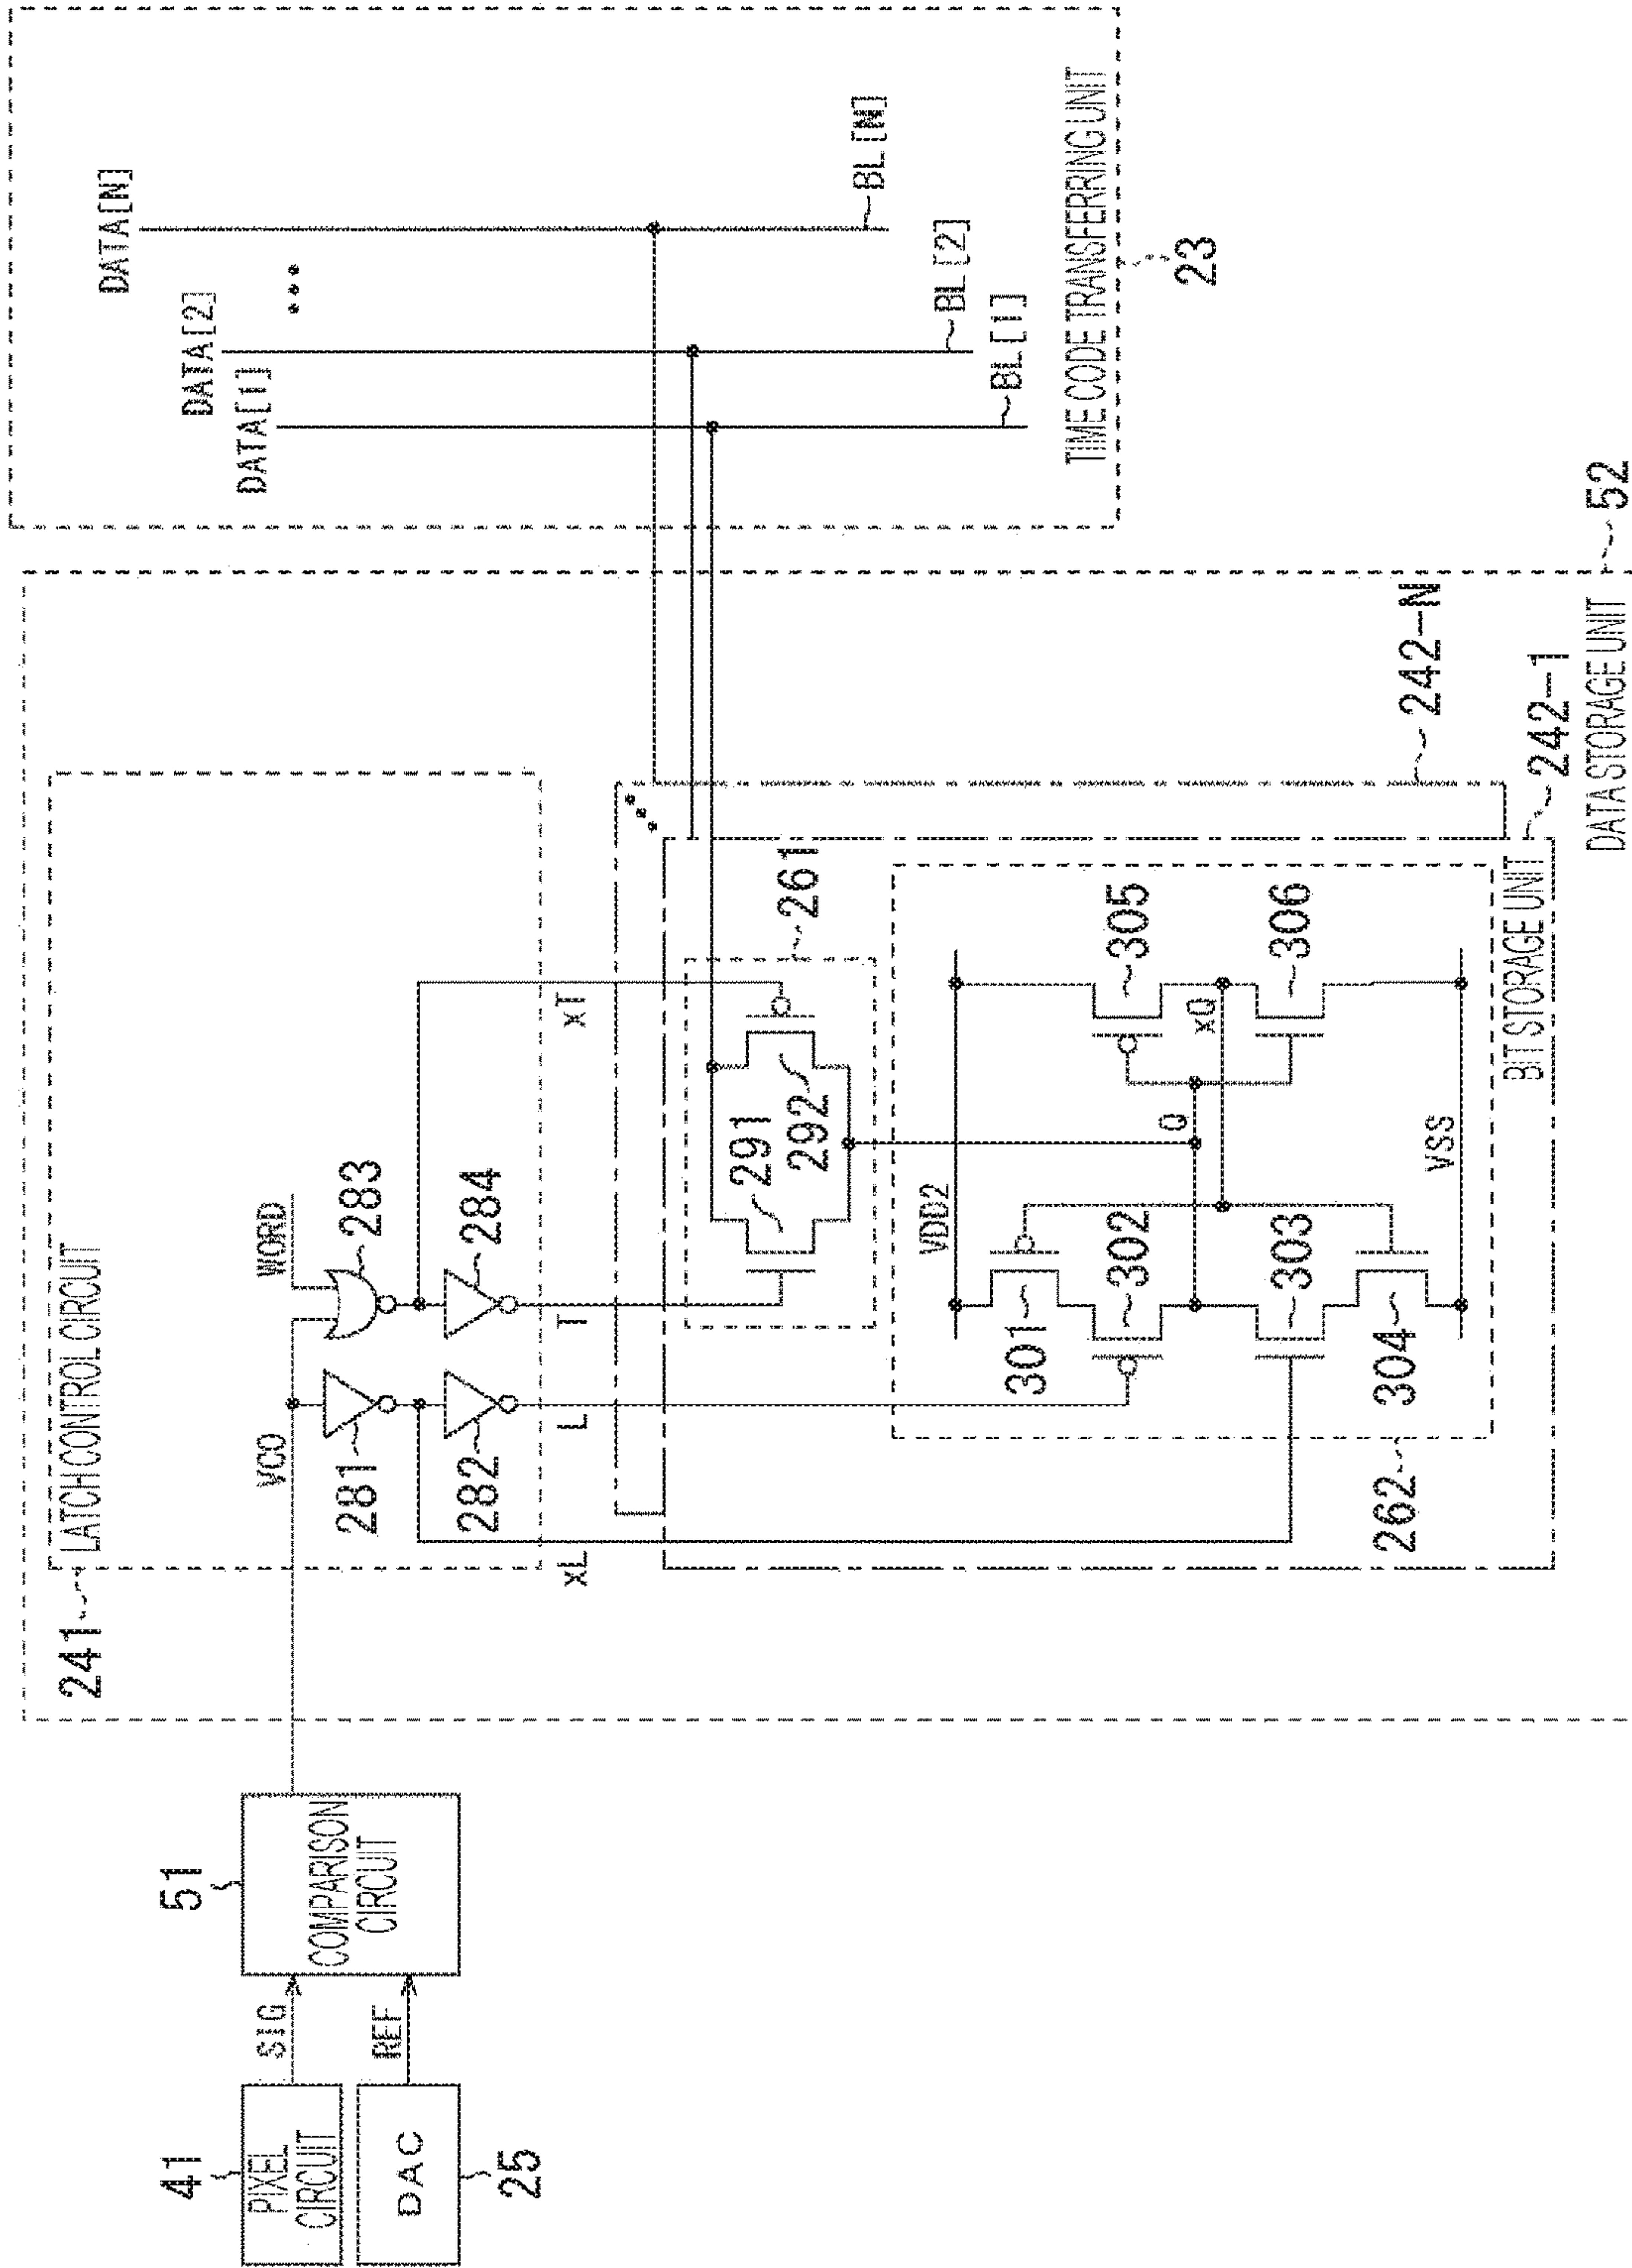 41
PIXEL
CIRCUIT
SIG
DAC
25
REF
51
COMPARISON
CIRCUIT
241
LATCH CONTROL CIRCUIT
VCO
WORD
281
283
282
284
xL
L
T
xT
261
291
292
VDD2
301
302
303
304
Q
xQ
305
306
VSS
262
BIT STORAGE UNIT
242-1
242-N
DATA STORAGE UNIT
52
DATA[1]
DATA[2]
DATA[N]
BL[1]
BL[2]
BL[N]
TIME CODE TRANSFERRING UNIT
23